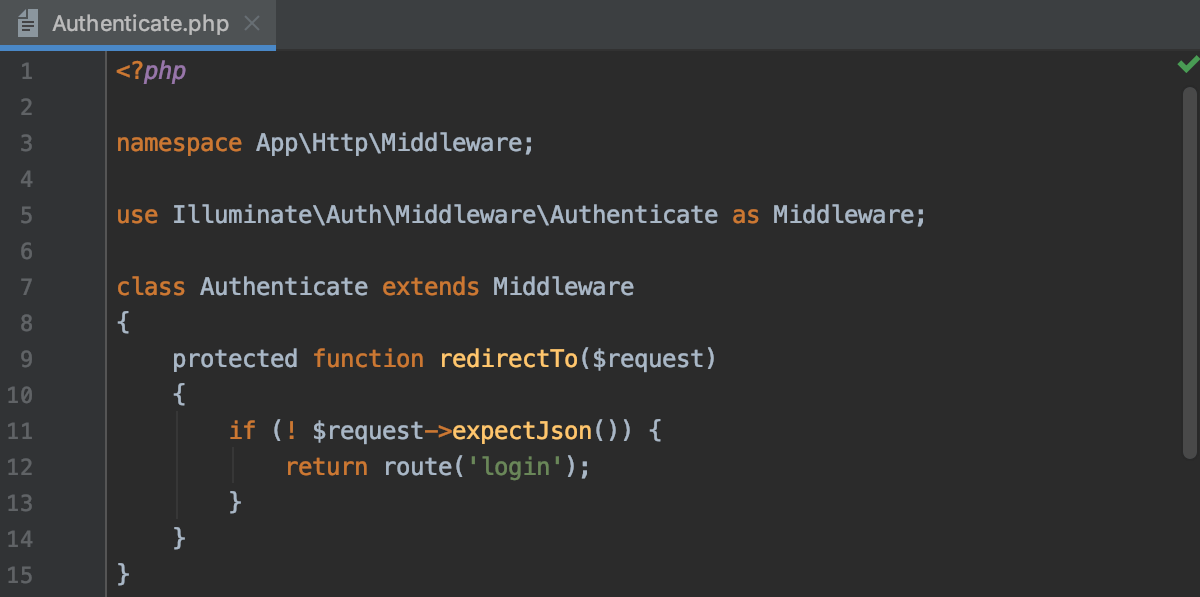 Authenticate.php
1 <?php
2
3 namespace App\Http\Middleware;
4
5 use Illuminate\Auth\Middleware\Authenticate as Middleware;
6
7 class Authenticate extends Middleware
8 {
9     protected function redirectTo($request)
10     {
11         if (! $request->expectJson()) {
12             return route('login');
13         }
14     }
15 }